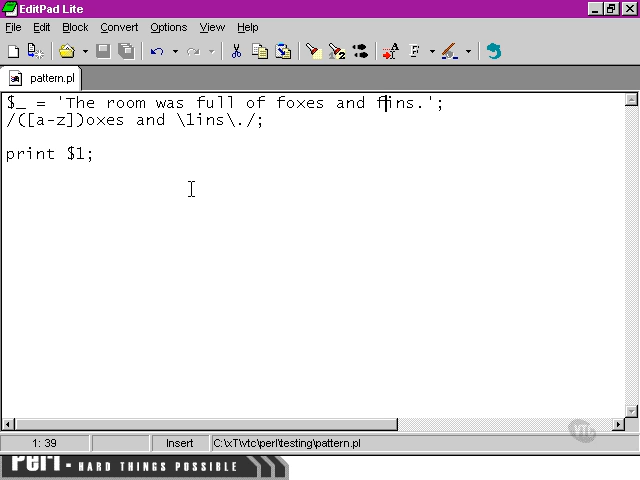 EditPad Lite
File Edit Block Convert Options View Help
pattern.pl
$_ = 'The room was full of foxes and fins.';
/([a-z])oxes and \1ins\./;
print $1;
1: 39 Insert C:\xT\vtc\perl\testing\pattern.pl
VTC
Perl - HARD THINGS POSSIBLE